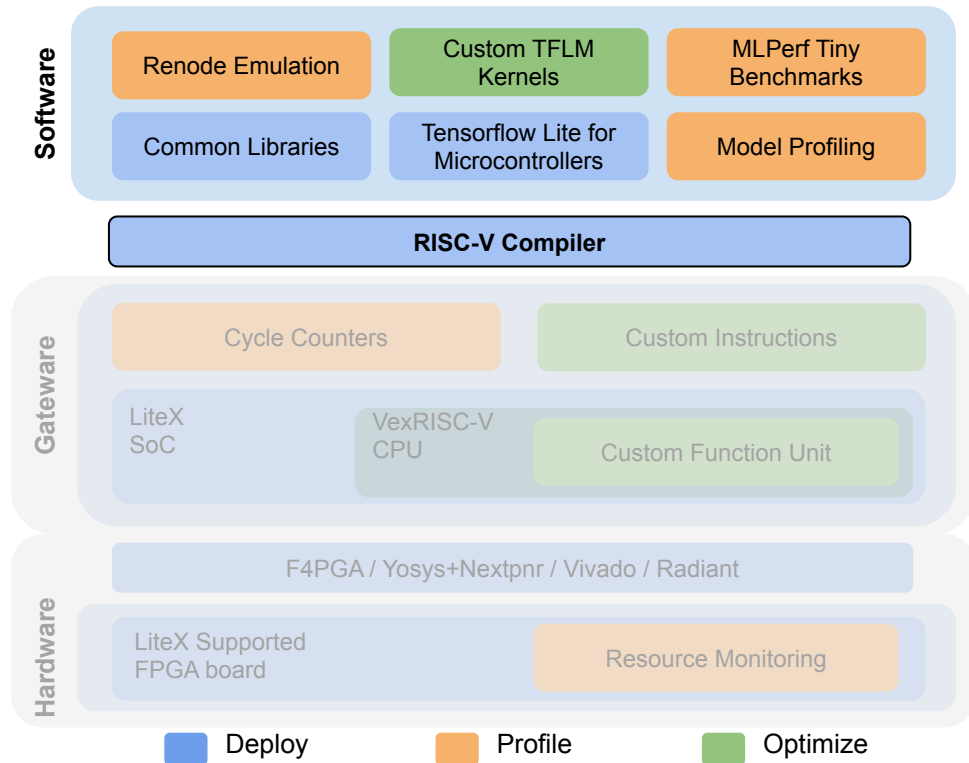 Software
Renode Emulation
Custom TFLM
Kernels
MLPerf Tiny
Benchmarks
Common Libraries
Tensorflow Lite for
Microcontrollers
Model Profiling
RISC-V Compiler
Gateware
Cycle Counters
Custom Instructions
LiteX
SoC
VexRISC-V
CPU
Custom Function Unit
Hardware
F4PGA / Yosys+Nextpnr / Vivado / Radiant
LiteX Supported
FPGA board
Resource Monitoring
Deploy
Profile
Optimize